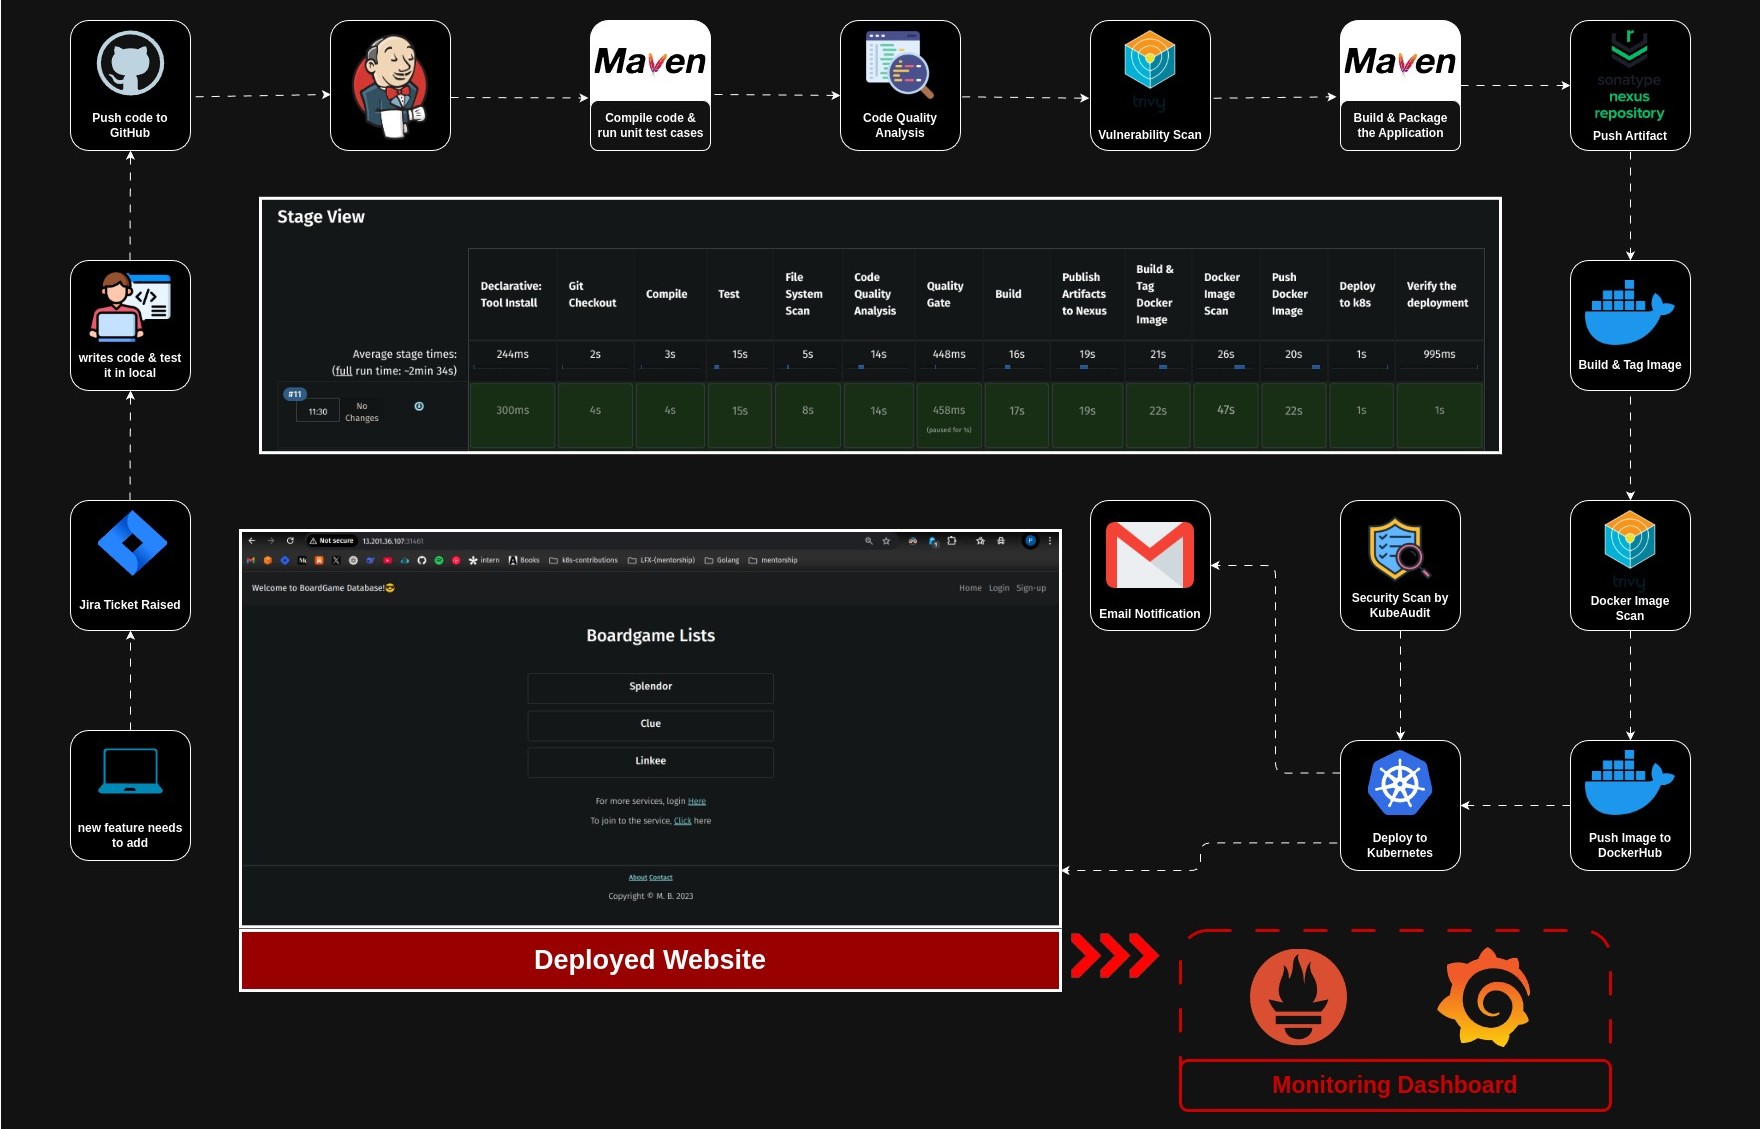 Push code to
GitHub
Maven
Compile code &
run unit test cases
Code Quality
Analysis
trivy
Vulnerability Scan
Maven
Build & Package
the Application
r
sonatype
nexus
repository
Push Artifact
Stage View
Declarative:
Tool Install
Git
Checkout
Compile
Test
File
System
Scan
Code
Quality
Analysis
Quality
Gate
Build
Publish
Artifacts
to Nexus
Build &
Tag
Docker
Image
Docker
Image
Scan
Push
Docker
Image
Deploy
to k8s
Verify the
deployment
Average stage times:
(full run time: ~2min 34s)
244ms 2s 3s 15s 5s 14s 448ms 16s 19s 21s 26s 20s 1s 995ms
#11
11:30
No
Changes
300ms 4s 4s 15s 8s 14s 458ms 17s 19s 22s 47s 22s 1s 1s
(paused for 1s)
writes code & test
it in local
Build & Tag Image
Jira Ticket Raised
new feature needs
to add
Not secure 13.201.36.107:31461
intern Books k8s-contributions LFX-(mentorship) Golang mentorship
Welcome to BoardGame Database!😎
Home Login Sign-up
Boardgame Lists
Splendor
Clue
Linkee
For more services, login Here
To join to the service, Click here
About Contact
Copyright © M. B. 2023
Deployed Website
Email Notification
Security Scan by
KubeAudit
trivy
Docker Image
Scan
Deploy to
Kubernetes
Push Image to
DockerHub
Monitoring Dashboard